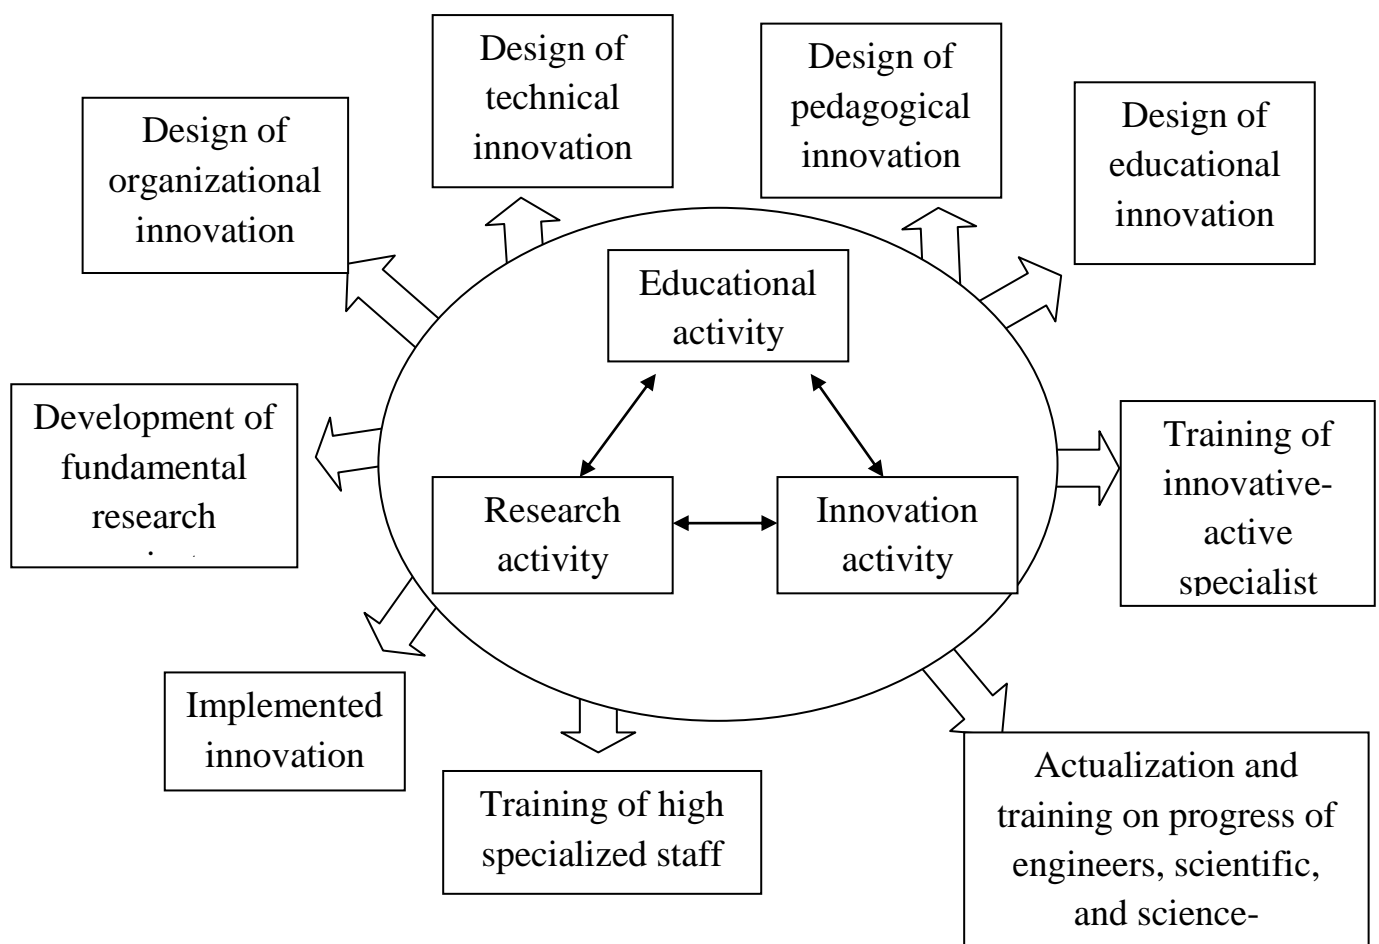 Design of
technical
innovation
Design of
pedagogical
innovation
Design of
organizational
innovation
Design of
educational
innovation
Educational
activity
Development of
fundamental
research
Training of
innovative-
active
specialist
Research
activity
Innovation
activity
Implemented
innovation
Training of high
specialized staff
Actualization and
training on progress of
engineers, scientific,
and science-